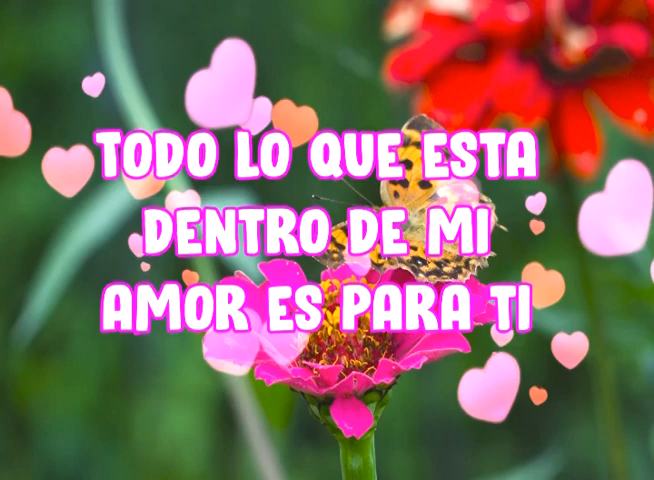 TODO LO QUE ESTA
DENTRO DE MI
AMOR ES PARA TI